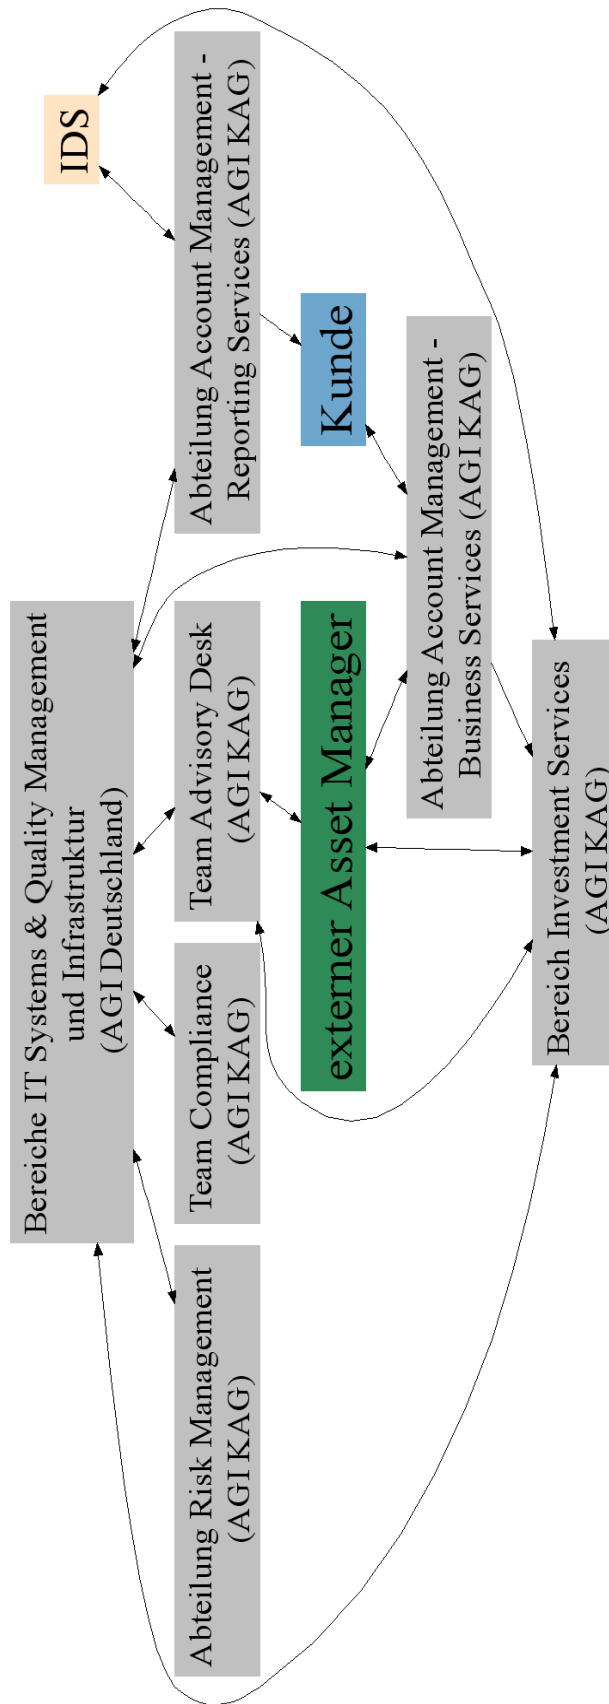 Bereiche IT Systems & Quality Management
und Infrastruktur
(AGI Deutschland)
IDS
Abteilung Risk Management
(AGI KAG)
Team Compliance
(AGI KAG)
Team Advisory Desk
(AGI KAG)
Abteilung Account Management -
Reporting Services (AGI KAG)
externer Asset Manager
Kunde
Abteilung Account Management -
Business Services (AGI KAG)
Bereich Investment Services
(AGI KAG)